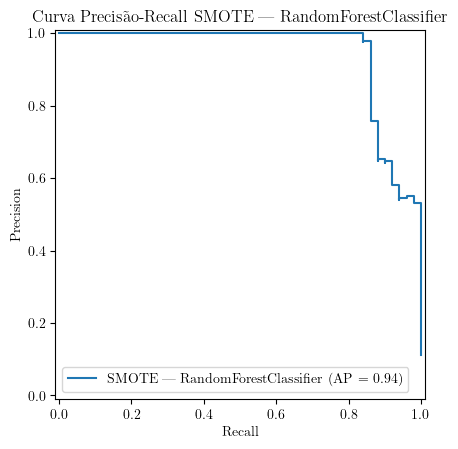 Curva Precisão-Recall SMOTE — RandomForestClassifier
1.0
0.8
0.6
0.4
0.2
0.0
Precision
SMOTE — RandomForestClassifier (AP = 0.94)
0.0 0.2 0.4 0.6 0.8 1.0
Recall